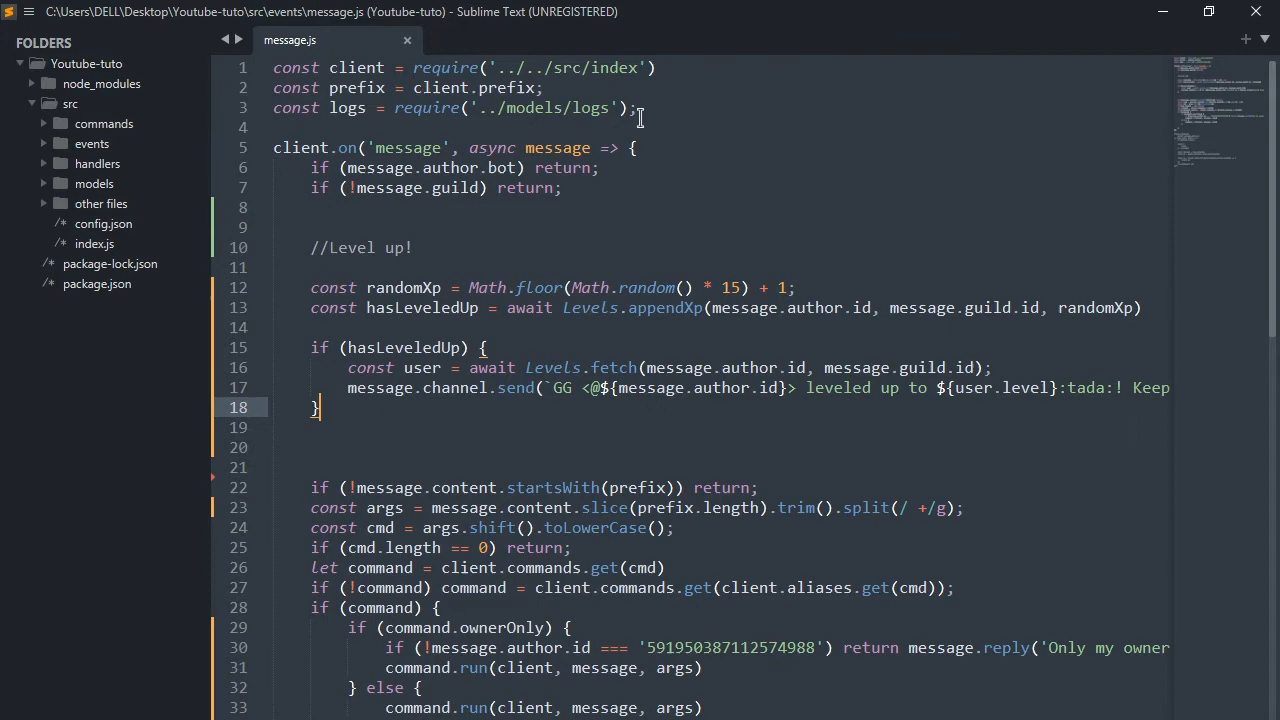 C:\Users\DELL\Desktop\Youtube-tuto\src\events\message.js (Youtube-tuto) - Sublime Text (UNREGISTERED)
FOLDERS
Youtube-tuto
node_modules
src
commands
events
handlers
models
other files
/* config.json
/* index.js
/* package-lock.json
/* package.json
message.js
1 const client = require('../../src/index')
2 const prefix = client.prefix;
3 const logs = require('../models/logs');
4
5 client.on('message', async message => {
6 if (message.author.bot) return;
7 if (!message.guild) return;
8
9
10 //Level up!
11
12 const randomXp = Math.floor(Math.random() * 15) + 1;
13 const hasLeveledUp = await Levels.appendXp(message.author.id, message.guild.id, randomXp)
14
15 if (hasLeveledUp) {
16 const user = await Levels.fetch(message.author.id, message.guild.id);
17 message.channel.send(`GG <@${message.author.id}> leveled up to ${user.level}:tada:! Keep
18 }
19
20
21
22 if (!message.content.startsWith(prefix)) return;
23 const args = message.content.slice(prefix.length).trim().split(/ +/g);
24 const cmd = args.shift().toLowerCase();
25 if (cmd.length == 0) return;
26 let command = client.commands.get(cmd)
27 if (!command) command = client.commands.get(client.aliases.get(cmd));
28 if (command) {
29 if (command.ownerOnly) {
30 if (!message.author.id === '591950387112574988') return message.reply('Only my owner
31 command.run(client, message, args)
32 } else {
33 command.run(client, message, args)